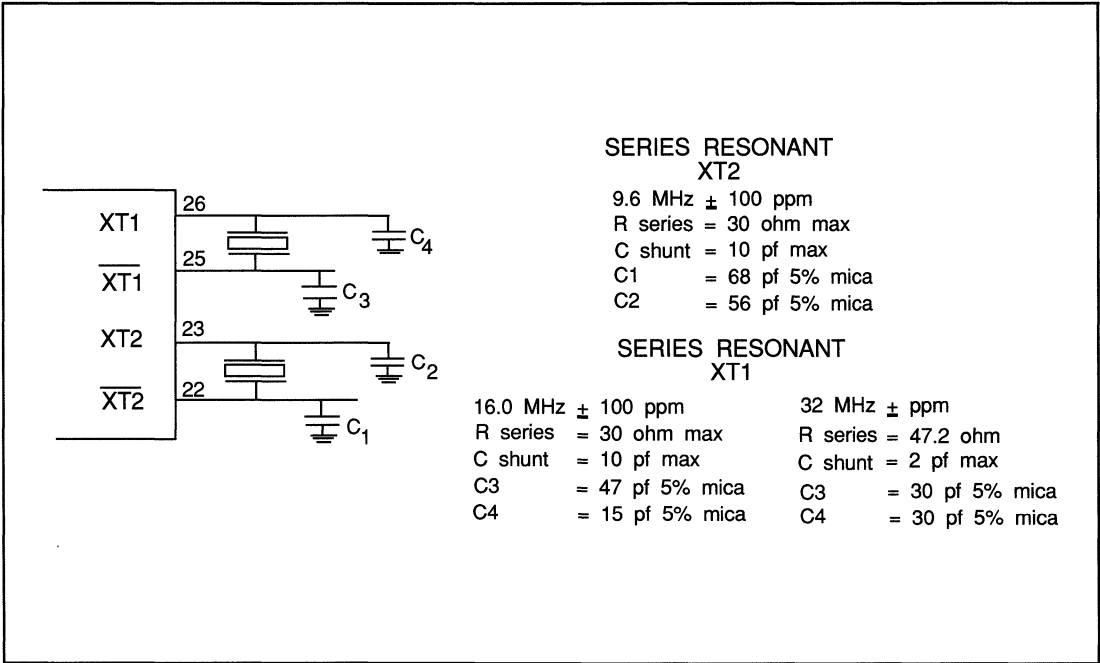 26
XT1
C4
25
X̅T̅1̅
C3
23
XT2
C2
22
X̅T̅2̅
C1
SERIES RESONANT
XT2
9.6 MHz ± 100 ppm
R series = 30 ohm max
C shunt = 10 pf max
C1 = 68 pf 5% mica
C2 = 56 pf 5% mica
SERIES RESONANT
XT1
16.0 MHz ± 100 ppm
R series = 30 ohm max
C shunt = 10 pf max
C3 = 47 pf 5% mica
C4 = 15 pf 5% mica
32 MHz ± ppm
R series = 47.2 ohm
C shunt = 2 pf max
C3 = 30 pf 5% mica
C4 = 30 pf 5% mica